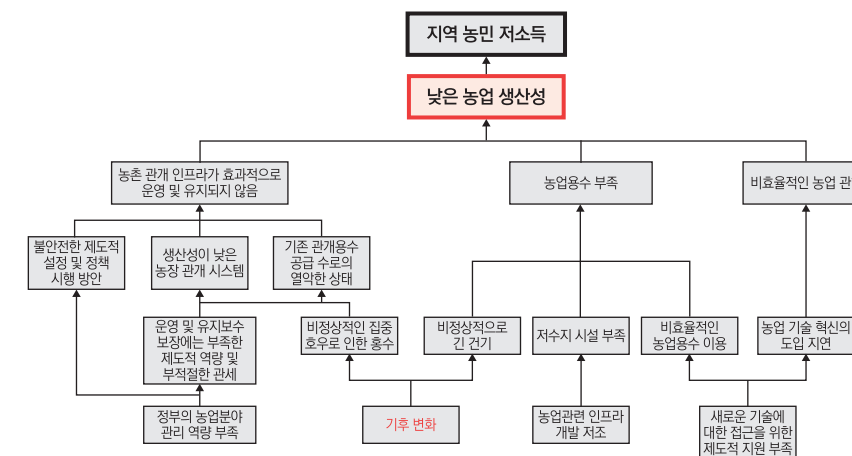 지역 농민 저소득
낮은 농업 생산성
농촌 관개 인프라가 효과적으로
운영 및 유지되지 않음
농업용수 부족
비효율적인 농업 관
불안전한 제도적
설정 및 정책
시행 방안
생산성이 낮은
농장 관개 시스템
기존 관개용수
공급 수로의
열악한 상태
운영 및 유지보수
보장에는 부족한
제도적 역량 및
부적절한 관세
비정상적인 집중
호우로 인한 홍수
비정상적으로
긴 건기
저수지 시설 부족
비효율적인
농업용수 이용
농업 기술 혁신의
도입 지연
정부의 농업분야
관리 역량 부족
기후 변화
농업관련 인프라
개발 저조
새로운 기술에
대한 접근을 위한
제도적 지원 부족